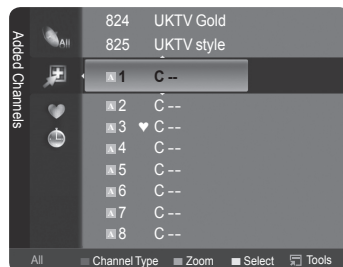 Added Channels
All
824 UKTV Gold
825 UKTV style
A 1 C --
A 2 C --
A 3 ♥ C --
A 4 C --
A 5 C --
A 6 C --
A 7 C --
A 8 C --
All Channel Type Zoom Select Tools